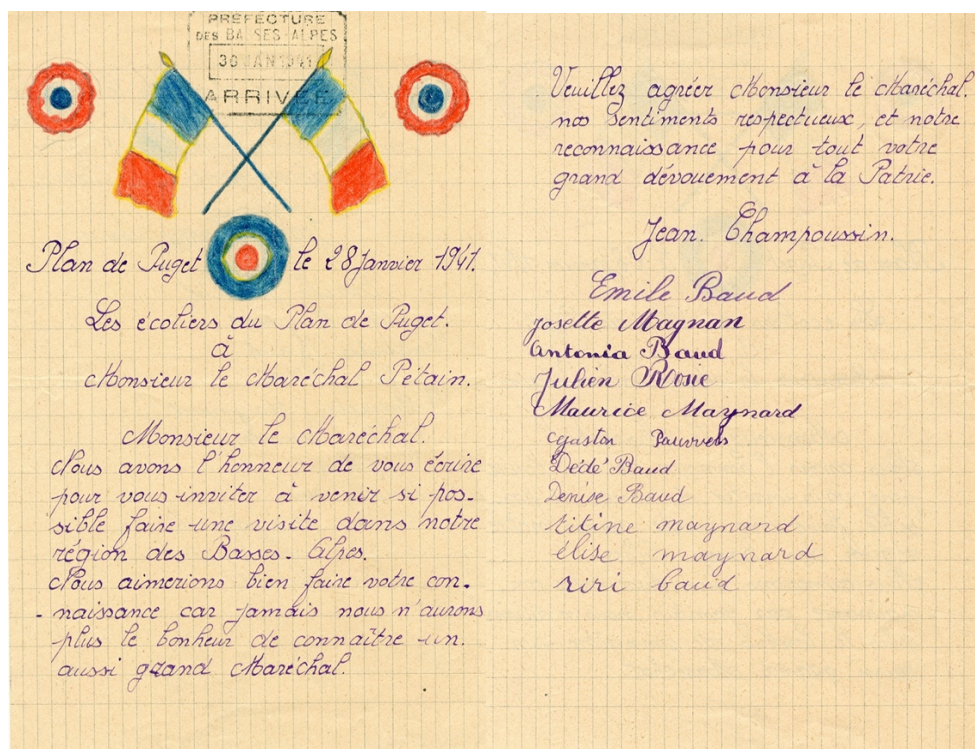 PREFECTURE
DES BASSES-ALPES
30 JAN 1941
ARRIVÉE
Plan de Puget le 28 Janvier 1941.
Les écoliers du Plan de Puget.
à
Monsieur le Maréchal Pétain.
Monsieur le Maréchal.
Nous avons l'honneur de vous écrire
pour vous inviter à venir si pos-
sible faire une visite dans notre
région des Basses-Alpes.
Nous aimerions bien faire votre con-
-naissance car jamais nous n'aurons
plus le bonheur de connaître un
aussi grand Maréchal.
Veuillez agréer Monsieur le Maréchal.
nos sentiments respectueux, et notre
reconnaissance pour tout votre
grand dévouement à la Patrie.
Jean. Champoussin.
Emile Baud
Josette Magnan
Antonia Baud
Julien Rosie
Maurice Maynard
Gaston Pauwels
Dédé Baud
Denise Baud
titine maynard
élise maynard
riri baud